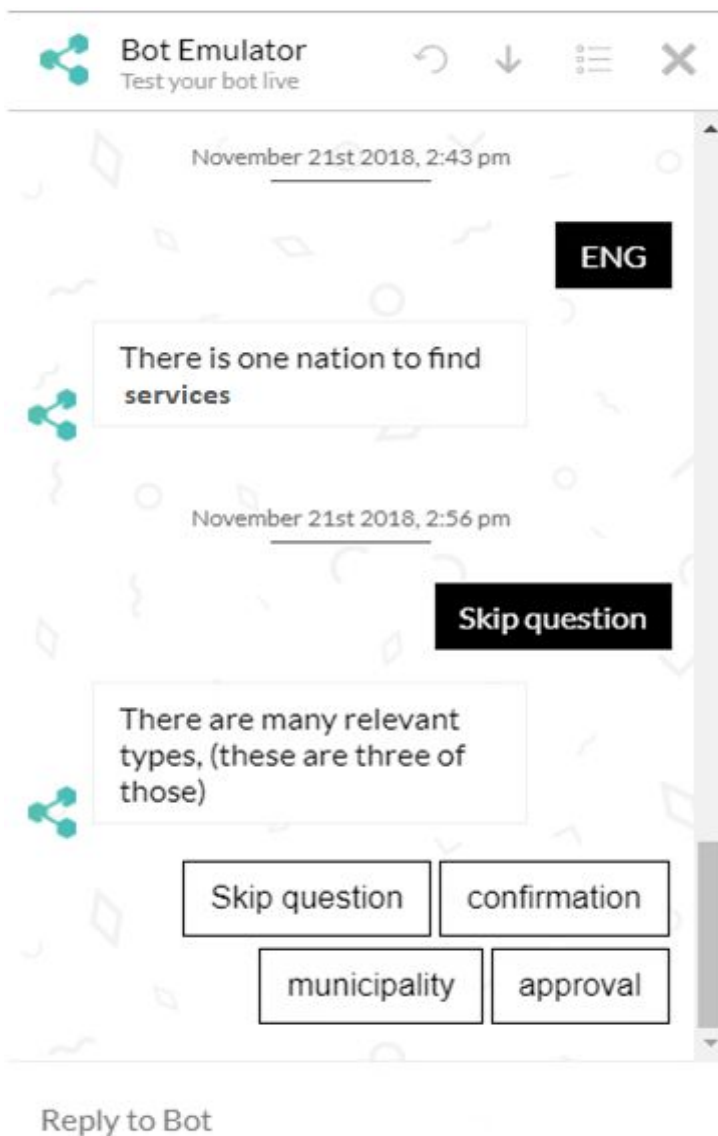 Bot Emulator
Test your bot live
November 21st 2018, 2:43 pm
ENG
There is one nation to find
services
November 21st 2018, 2:56 pm
Skip question
There are many relevant
types, (these are three of
those)
Skip question confirmation
municipality approval
Reply to Bot